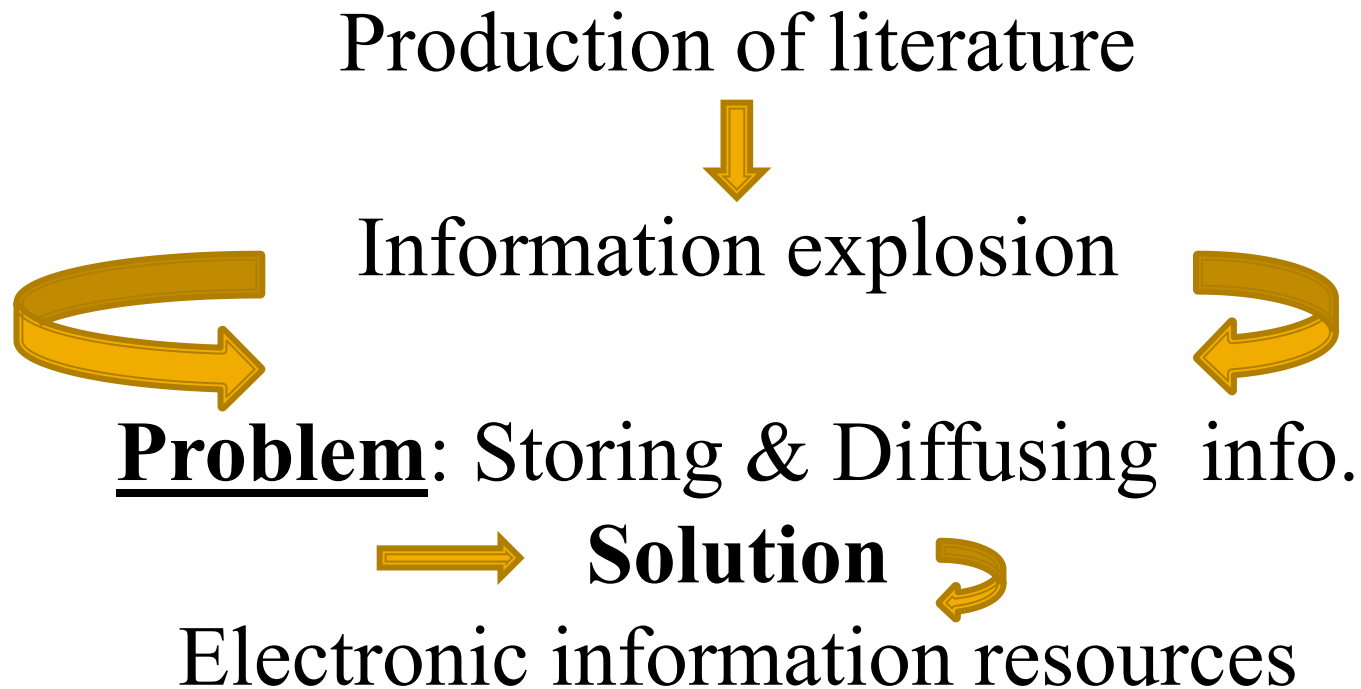 Production of literature
Information explosion
Problem: Storing & Diffusing info.
Solution
Electronic information resources